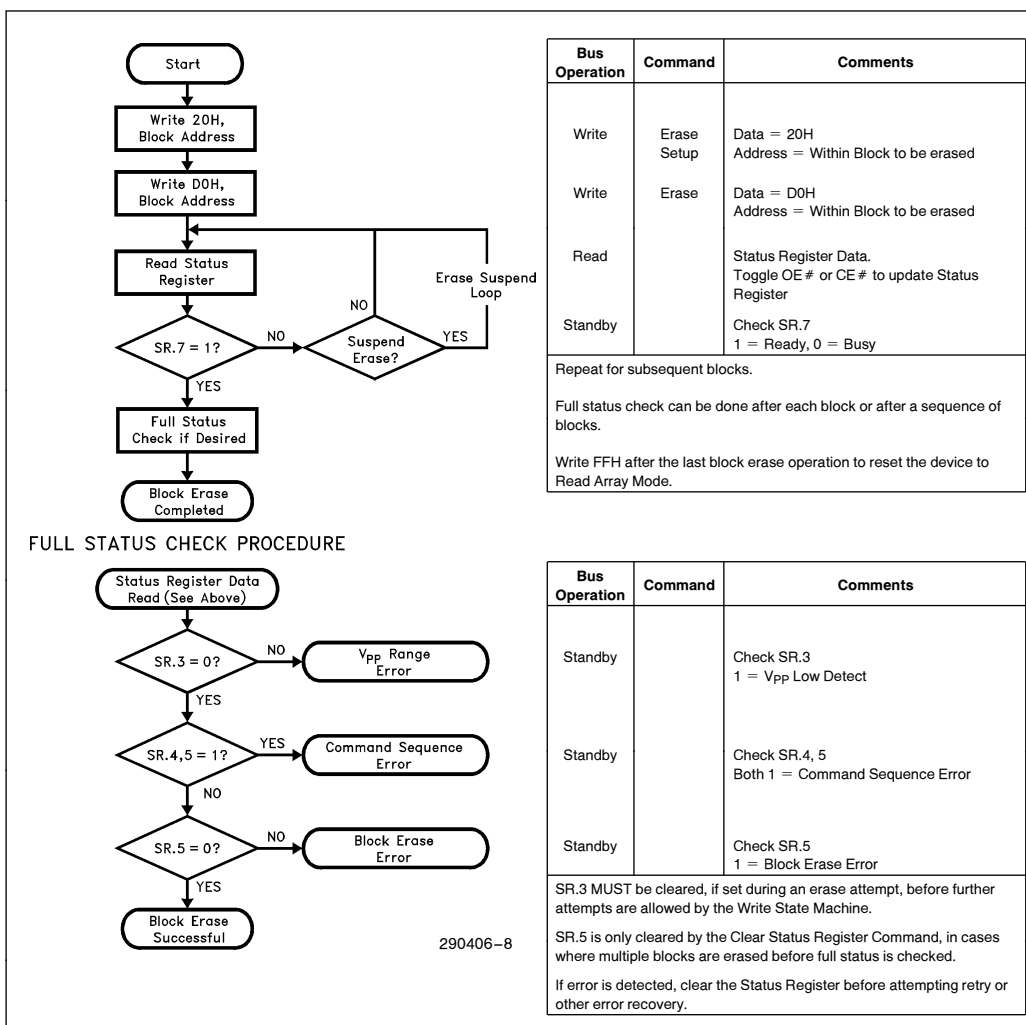 Start
Write 20H,
Block Address
Write D0H,
Block Address
Read Status
Register
Erase Suspend
Loop
NO
SR.7 = 1?
NO
Suspend
Erase?
YES
YES
Full Status
Check if Desired
Block Erase
Completed
Bus
Operation
Command
Comments
Write
Erase
Setup
Data = 20H
Address = Within Block to be erased
Write
Erase
Data = D0H
Address = Within Block to be erased
Read
Status Register Data.
Toggle OE# or CE# to update Status
Register
Standby
Check SR.7
1 = Ready, 0 = Busy
Repeat for subsequent blocks.
Full status check can be done after each block or after a sequence of
blocks.
Write FFH after the last block erase operation to reset the device to
Read Array Mode.
FULL STATUS CHECK PROCEDURE
Status Register Data
Read (See Above)
SR.3 = 0?
NO
VPP Range
Error
YES
SR.4,5 = 1?
YES
Command Sequence
Error
NO
SR.5 = 0?
NO
Block Erase
Error
YES
Block Erase
Successful
290406–8
Bus
Operation
Command
Comments
Standby
Check SR.3
1 = VPP Low Detect
Standby
Check SR.4, 5
Both 1 = Command Sequence Error
Standby
Check SR.5
1 = Block Erase Error
SR.3 MUST be cleared, if set during an erase attempt, before further
attempts are allowed by the Write State Machine.
SR.5 is only cleared by the Clear Status Register Command, in cases
where multiple blocks are erased before full status is checked.
If error is detected, clear the Status Register before attempting retry or
other error recovery.